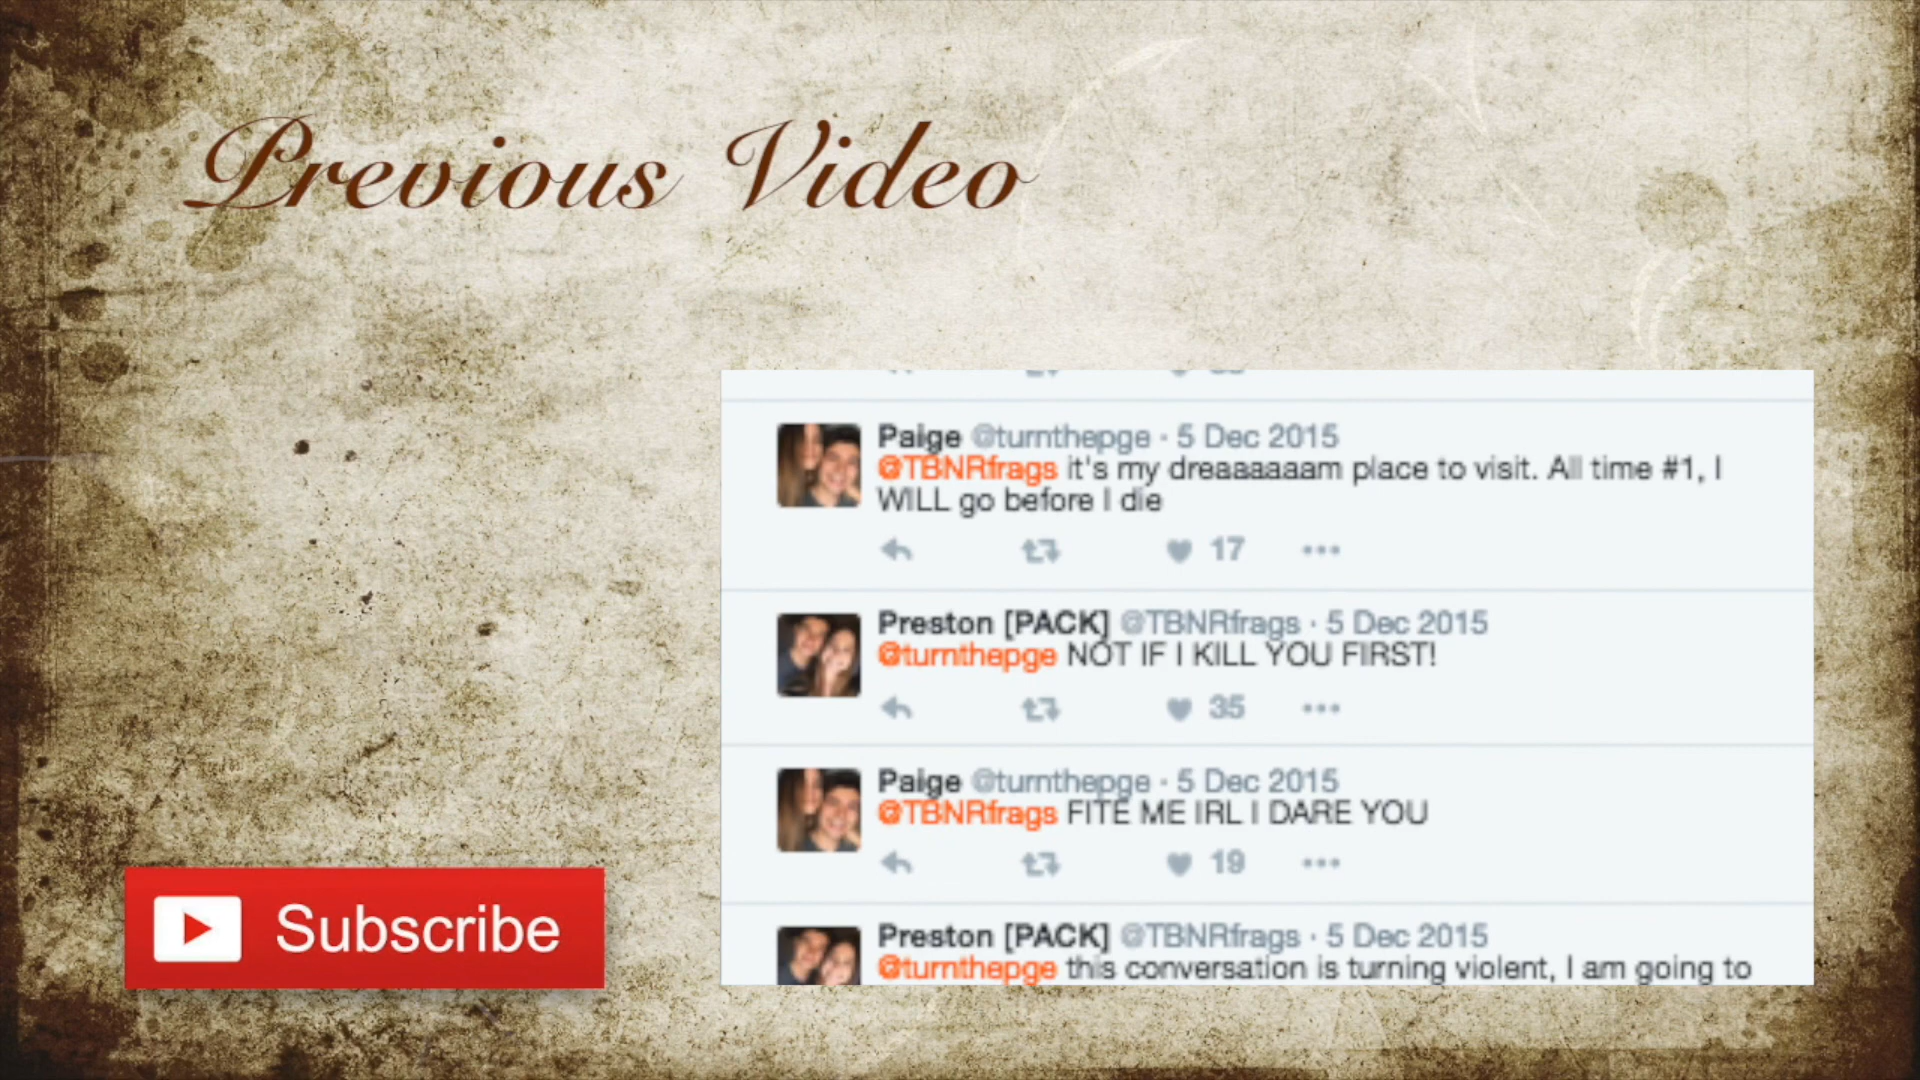 Previous Video
Paige @turnthepge · 5 Dec 2015
@TBNRfrags it's my dreaaaaaam place to visit. All time #1, I
WILL go before I die
17
Preston [PACK] @TBNRfrags · 5 Dec 2015
@turnthepge NOT IF I KILL YOU FIRST!
35
Paige @turnthepge · 5 Dec 2015
@TBNRfrags FITE ME IRL I DARE YOU
19
Preston [PACK] @TBNRfrags · 5 Dec 2015
@turnthepge this conversation is turning violent, I am going to
Subscribe